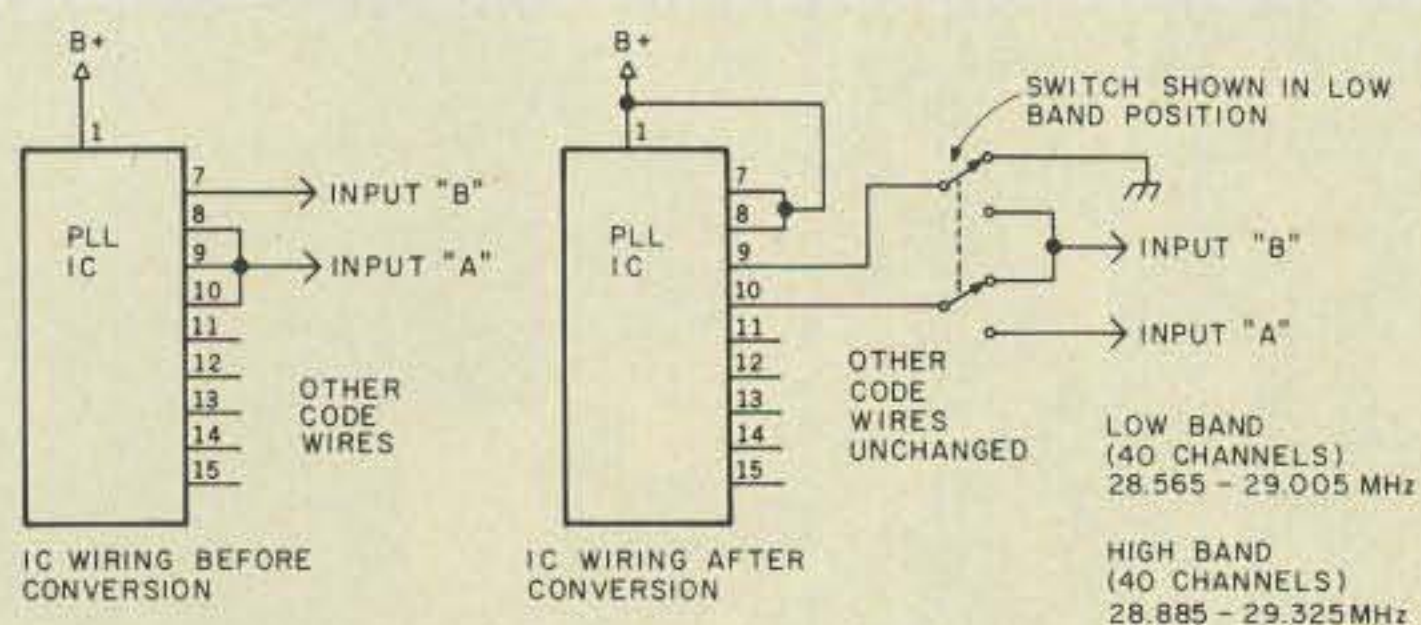 B+
1
7
8
9
10
11
12
13
14
15
PLL
IC
INPUT "B"
INPUT "A"
OTHER
CODE
WIRES
IC WIRING BEFORE
CONVERSION
B+
1
7
8
9
10
11
12
13
14
15
PLL
IC
SWITCH SHOWN IN LOW
BAND POSITION
INPUT "B"
INPUT "A"
OTHER
CODE
WIRES
UNCHANGED
IC WIRING AFTER
CONVERSION
LOW BAND
(40 CHANNELS)
28.565 – 29.005 MHz
HIGH BAND
(40 CHANNELS)
28.885 – 29.325MHz